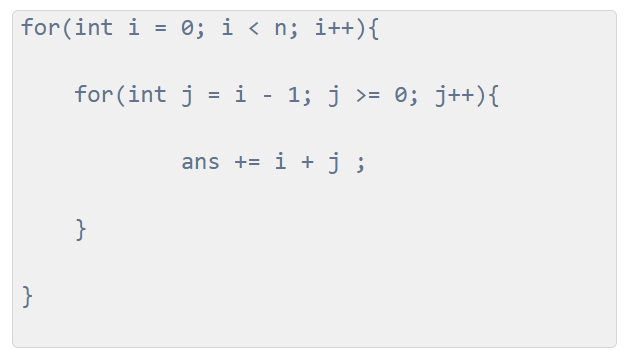 for(int i = 0; i < n; i++){
for(int j = i - 1; j >= 0; j++){
ans += i + j ;
}
}